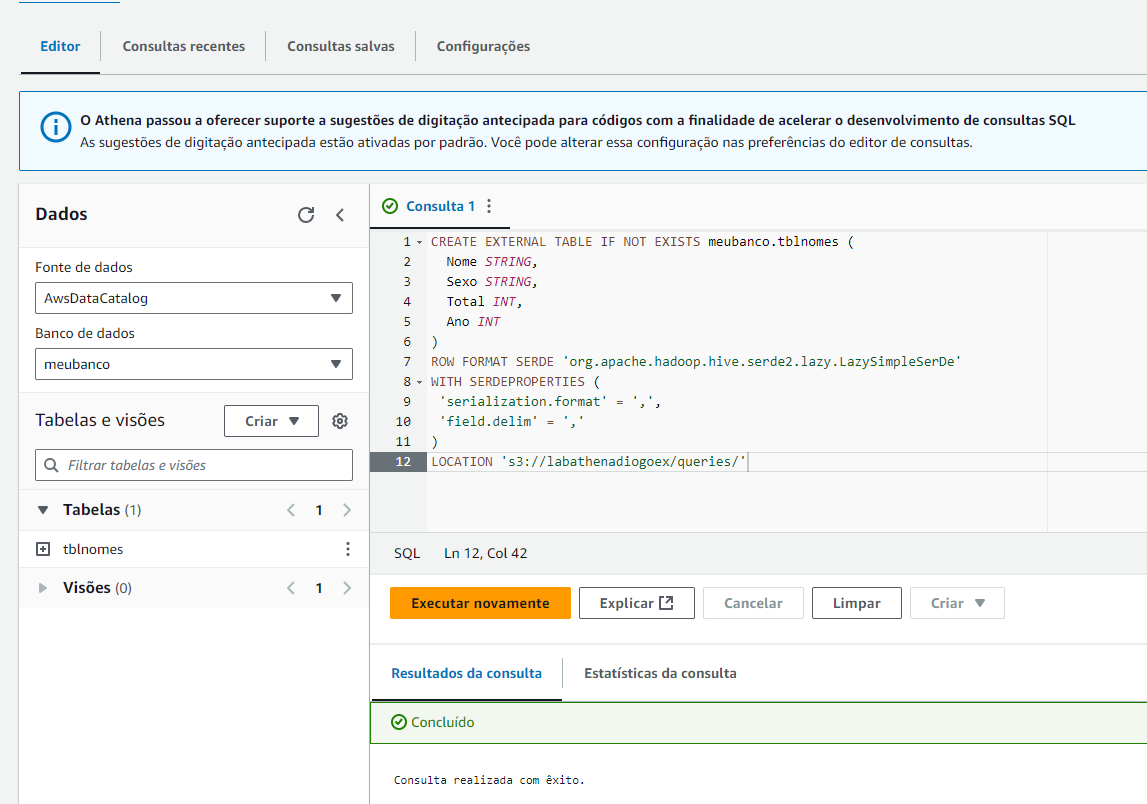 Editor
Consultas recentes
Consultas salvas
Configurações
O Athena passou a oferecer suporte a sugestões de digitação antecipada para códigos com a finalidade de acelerar o desenvolvimento de consultas SQL
As sugestões de digitação antecipada estão ativadas por padrão. Você pode alterar essa configuração nas preferências do editor de consultas.
Dados
Fonte de dados
AwsDataCatalog
Banco de dados
meubanco
Tabelas e visões
Criar
Filtrar tabelas e visões
Tabelas (1)
1
tblnomes
Visões (0)
1
Consulta 1
1 CREATE EXTERNAL TABLE IF NOT EXISTS meubanco.tblnomes (
2 Nome STRING,
3 Sexo STRING,
4 Total INT,
5 Ano INT
6 )
7 ROW FORMAT SERDE 'org.apache.hadoop.hive.serde2.lazy.LazySimpleSerDe'
8 WITH SERDEPROPERTIES (
9 'serialization.format' = ',',
10 'field.delim' = ','
11 )
12 LOCATION 's3://labathenadiogoex/queries/'
SQL
Ln 12, Col 42
Executar novamente
Explicar
Cancelar
Limpar
Criar
Resultados da consulta
Estatísticas da consulta
Concluído
Consulta realizada com êxito.